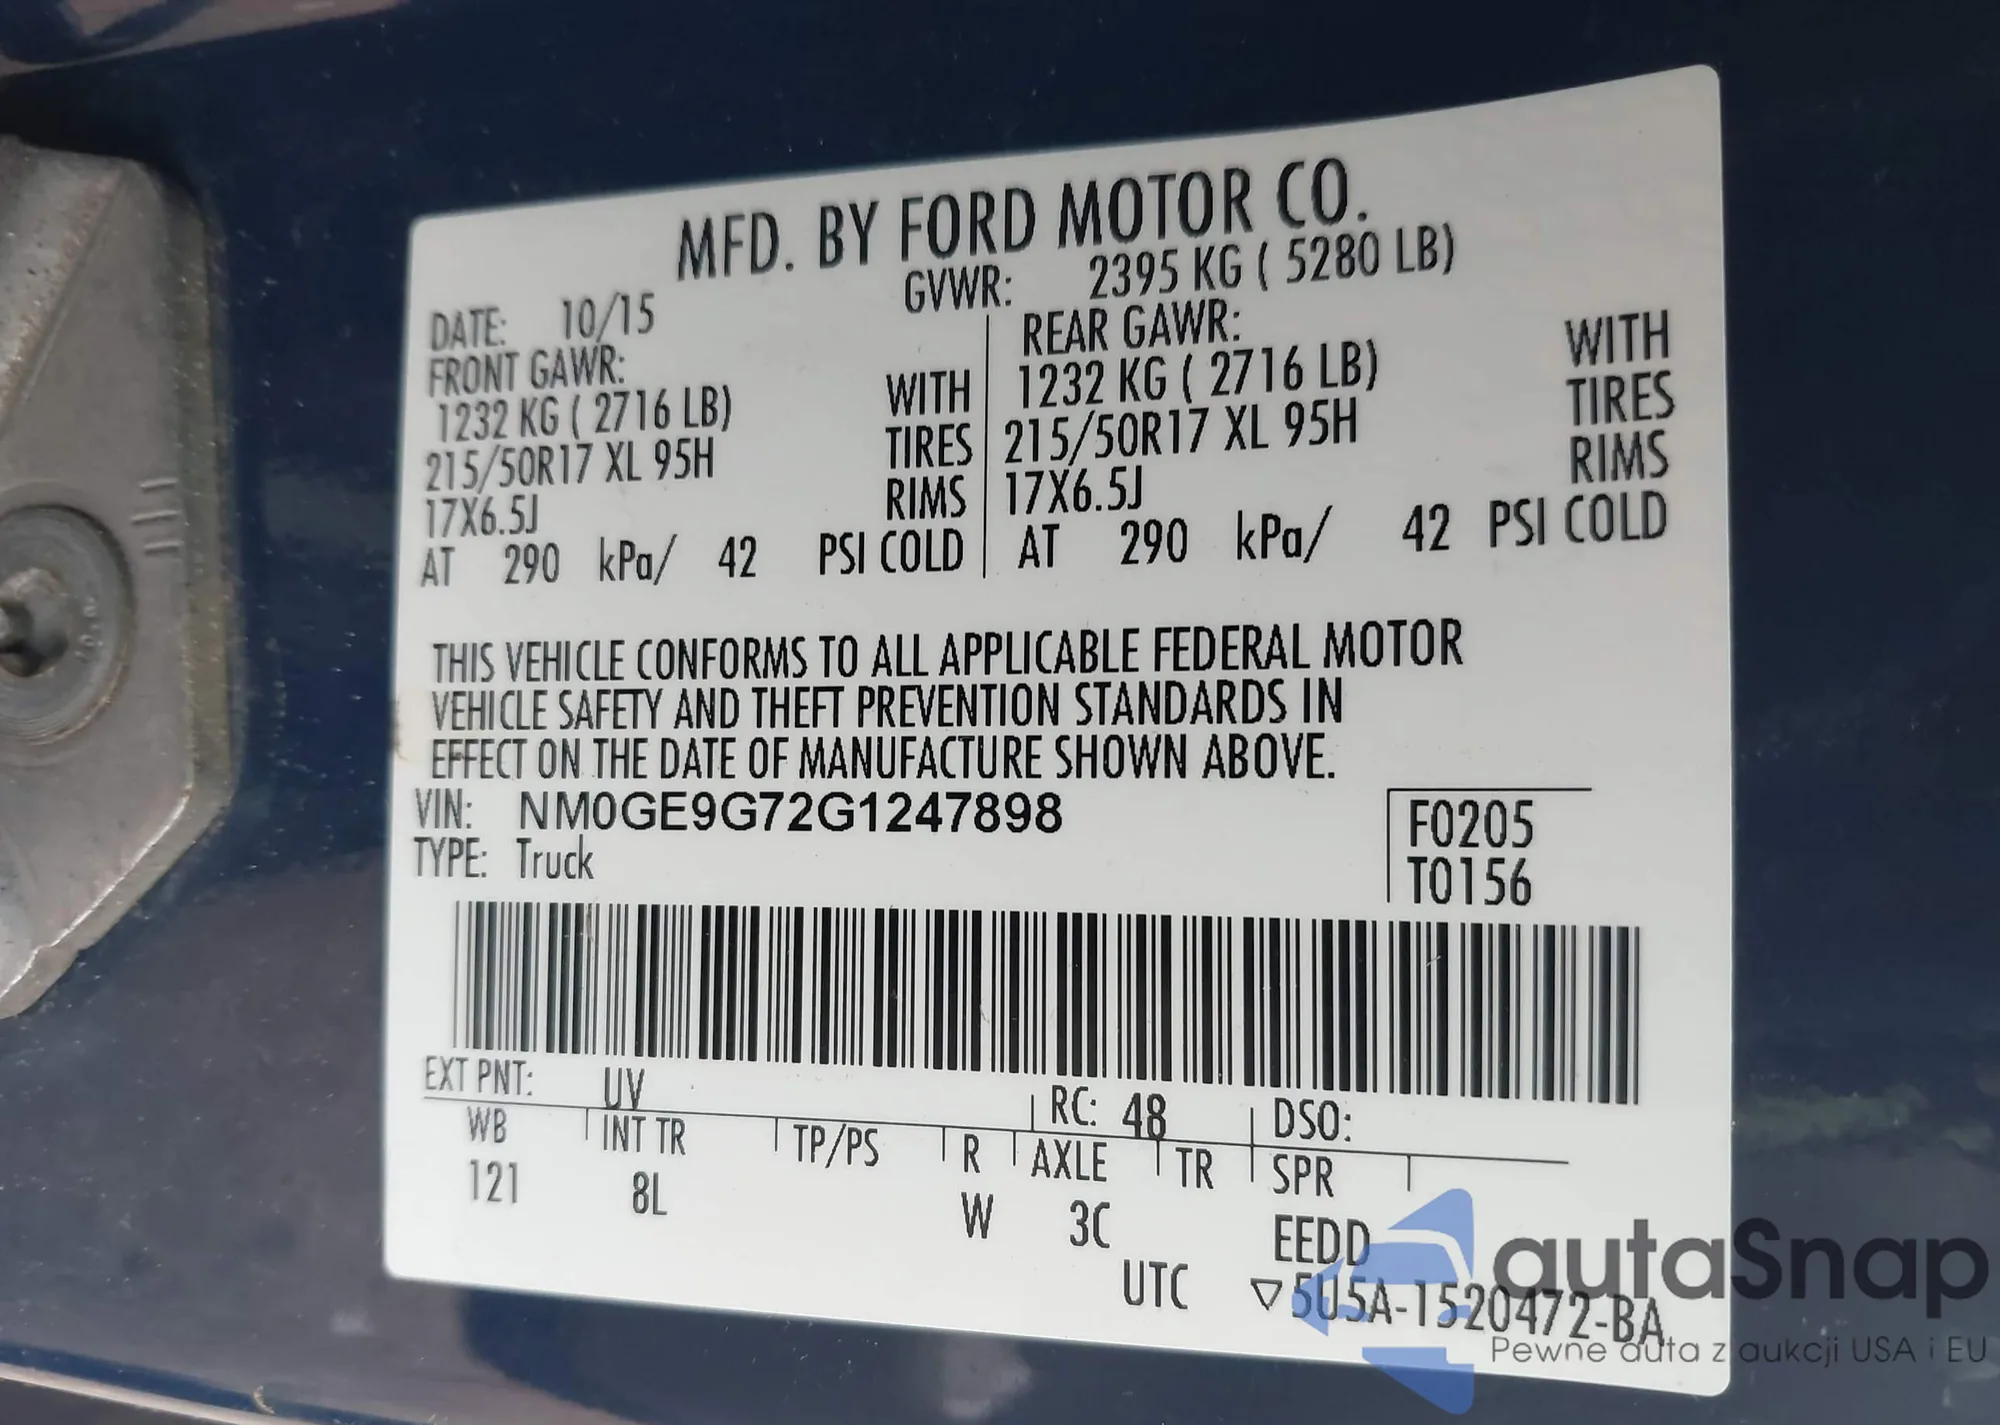 MFD. BY FORD MOTOR CO.
DATE: 10/15 GVWR: 2395 KG ( 5280 LB)
FRONT GAWR: REAR GAWR:
1232 KG ( 2716 LB) WITH 1232 KG ( 2716 LB) WITH
215/50R17 XL 95H TIRES 215/50R17 XL 95H TIRES
17X6.5J RIMS 17X6.5J RIMS
AT 290 kPa/ 42 PSI COLD AT 290 kPa/ 42 PSI COLD
THIS VEHICLE CONFORMS TO ALL APPLICABLE FEDERAL MOTOR
VEHICLE SAFETY AND THEFT PREVENTION STANDARDS IN
EFFECT ON THE DATE OF MANUFACTURE SHOWN ABOVE.
VIN: NM0GE9G72G1247898 F0205
TYPE: Truck T0156
EXT PNT: UV RC: 48 DSO:
WB INT TR TP/PS R AXLE TR SPR
121 8L W 3C EEDD
UTC ▽5U5A-1520472-BA
autaSnap
Pewne auta z aukcji USA i EU